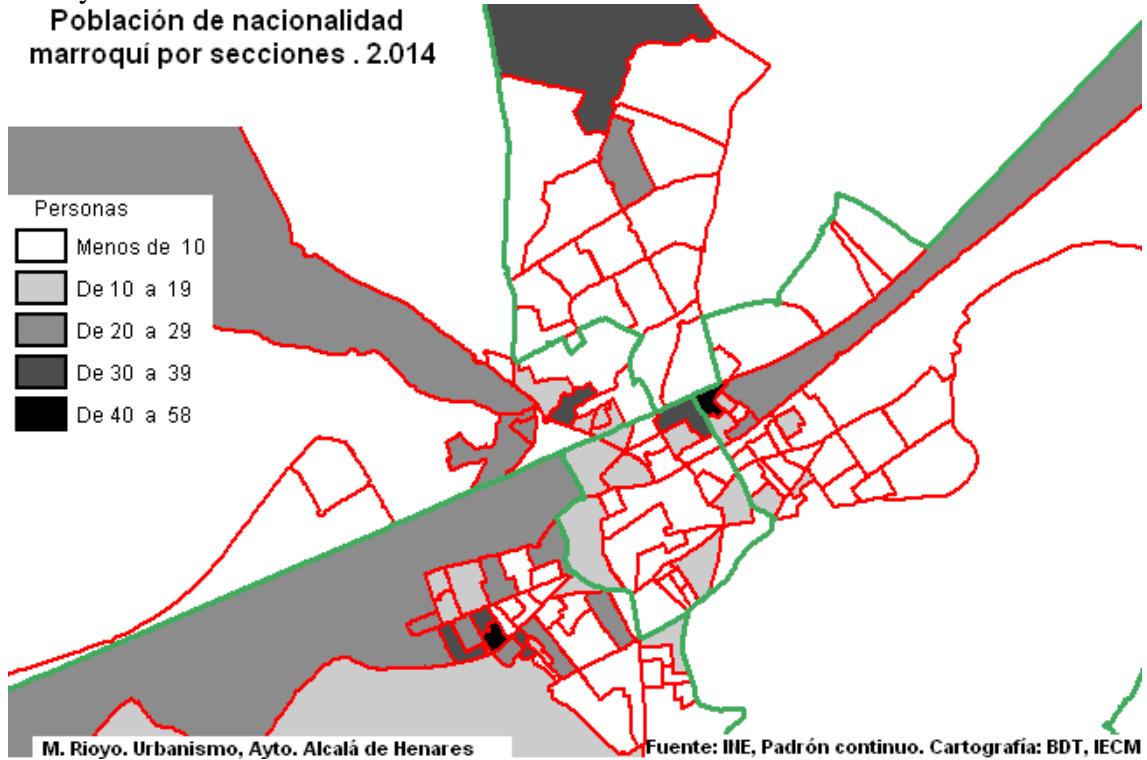 Población de nacionalidad
marroquí por secciones . 2.014
Personas
Menos de 10
De 10 a 19
De 20 a 29
De 30 a 39
De 40 a 58
M. Rioyo. Urbanismo, Ayto. Alcalá de Henares
Fuente: INE, Padrón continuo. Cartografía: BDT, IECM